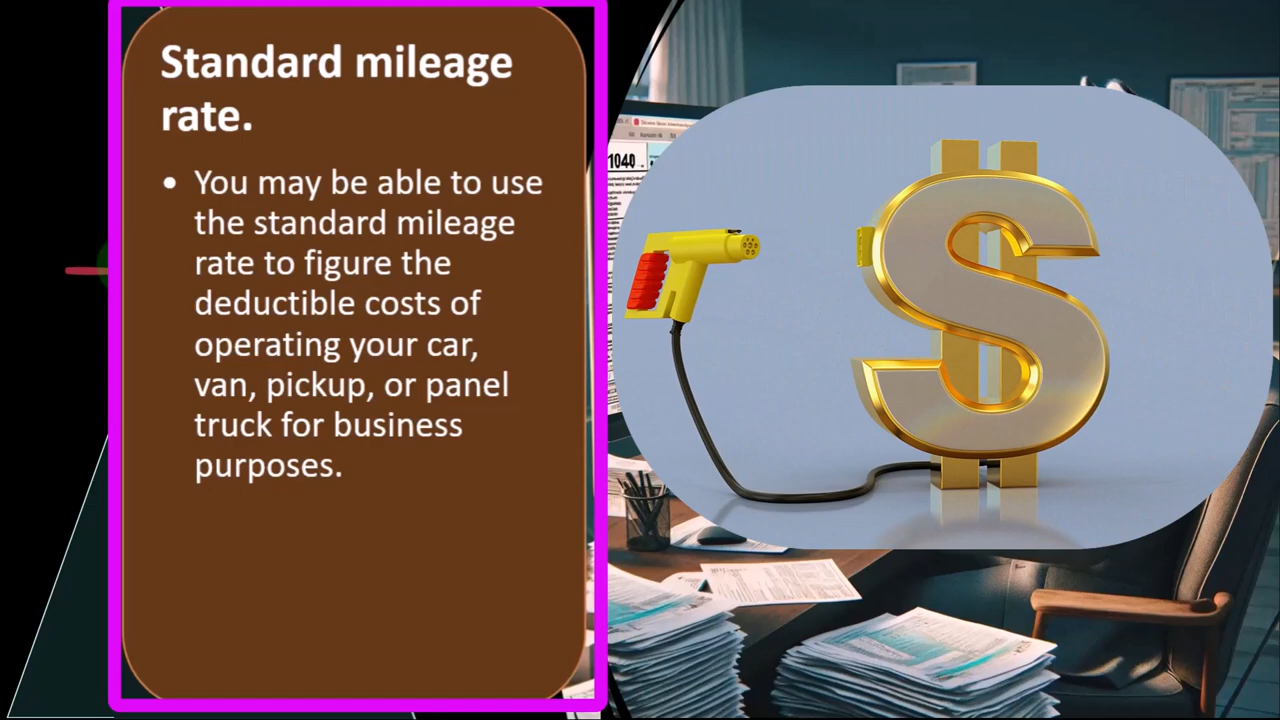 Standard mileage
rate.
• You may be able to use
the standard mileage
rate to figure the
deductible costs of
operating your car,
van, pickup, or panel
truck for business
purposes.
1040